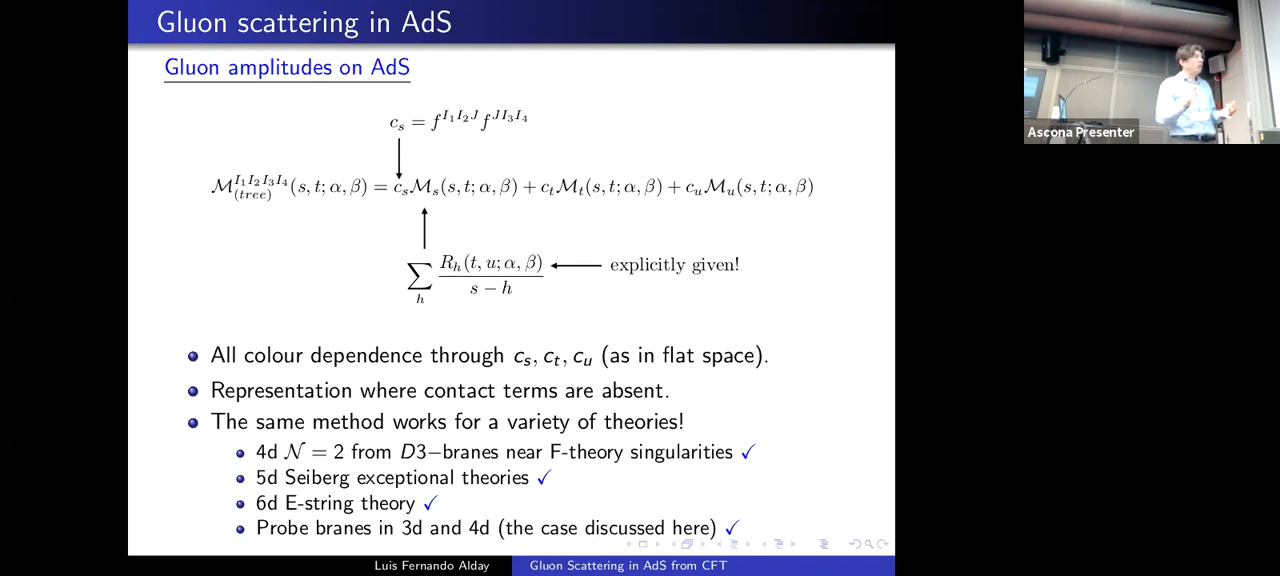 Gluon scattering in AdS
Gluon amplitudes on AdS
c_s = f^{I_1 I_2 J} f^{J I_3 I_4}
M^{I_1 I_2 I_3 I_4}_{(tree)}(s, t; α, β) = c_s M_s(s, t; α, β) + c_t M_t(s, t; α, β) + c_u M_u(s, t; α, β)
∑_h R_h(t, u; α, β) / (s − h) explicitly given!
All colour dependence through c_s, c_t, c_u (as in flat space).
Representation where contact terms are absent.
The same method works for a variety of theories!
4d N = 2 from D3−branes near F-theory singularities ✓
5d Seiberg exceptional theories ✓
6d E-string theory ✓
Probe branes in 3d and 4d (the case discussed here) ✓
Luis Fernando Alday Gluon Scattering in AdS from CFT
Ascona Presenter